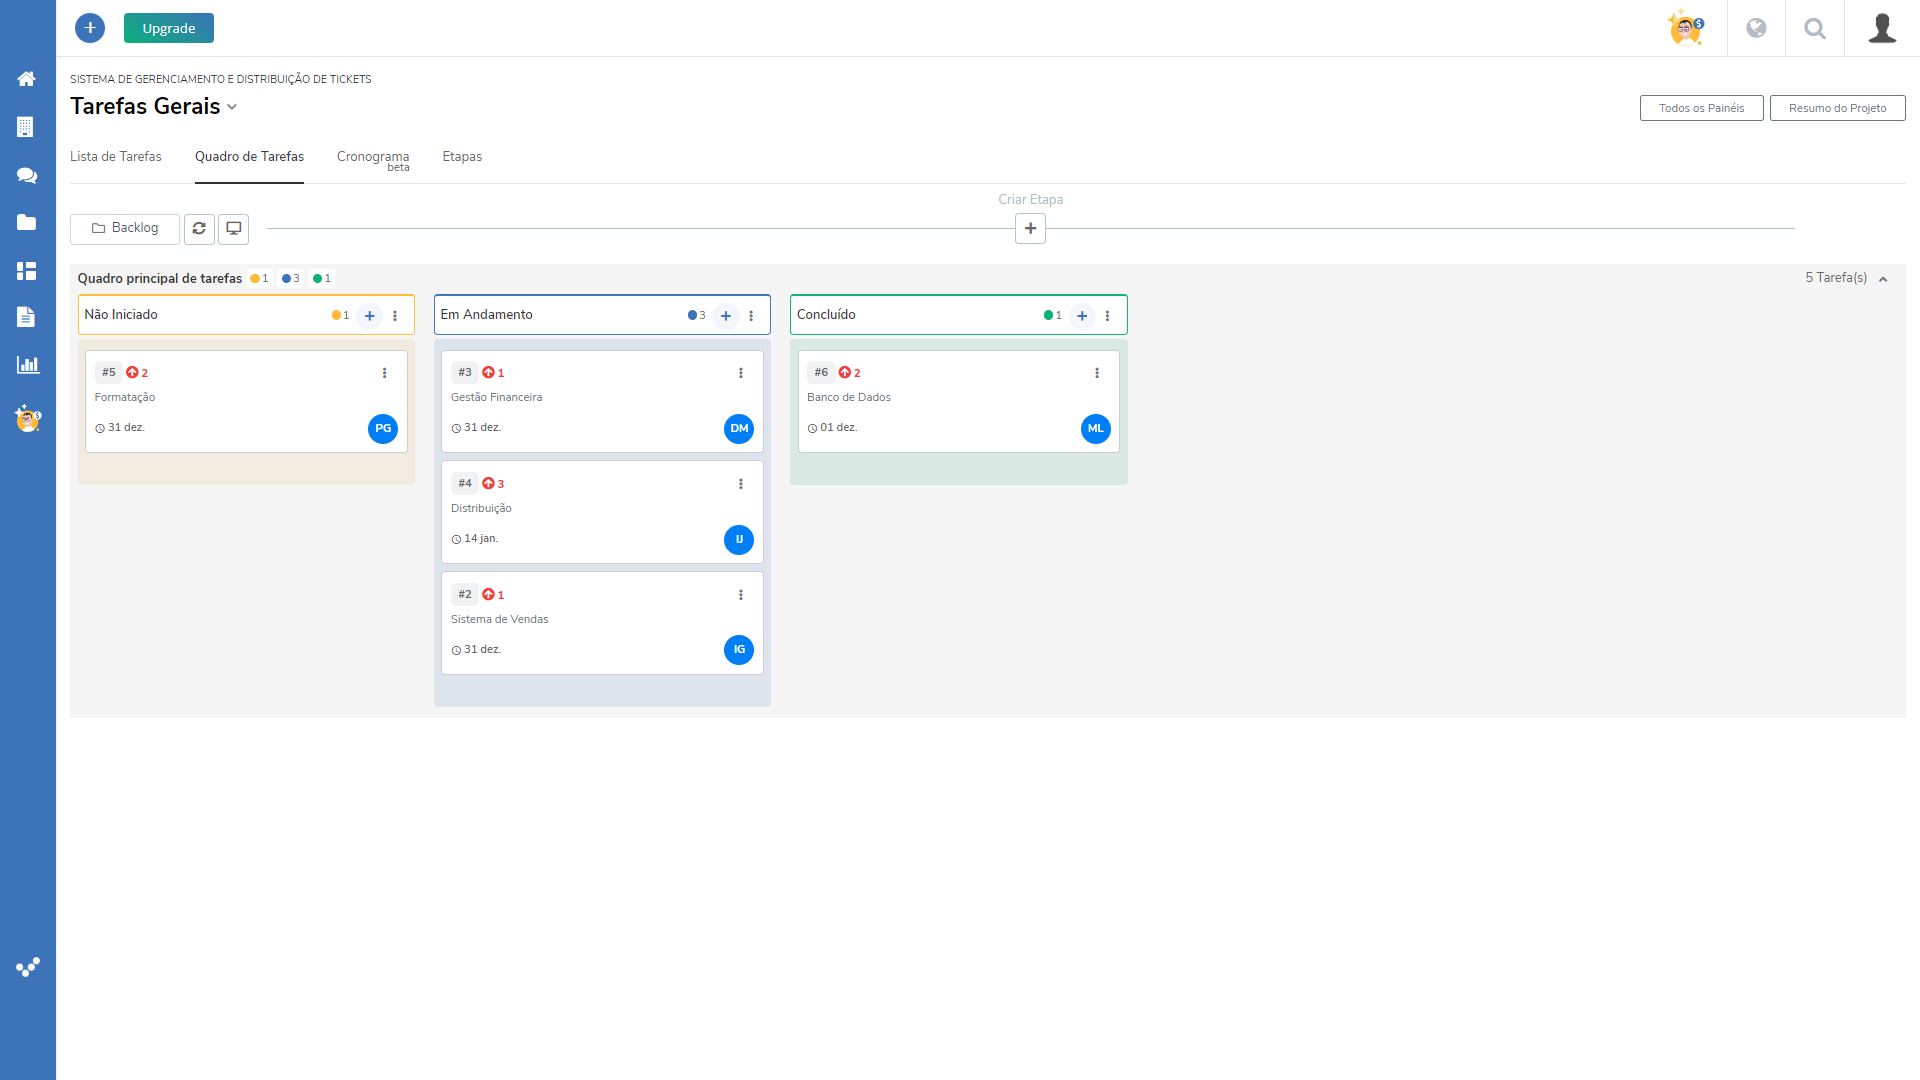 + Upgrade
SISTEMA DE GERENCIAMENTO E DISTRIBUIÇÃO DE TICKETS
Tarefas Gerais
Todos os Painéis Resumo do Projeto
Lista de Tarefas Quadro de Tarefas Cronograma beta Etapas
Criar Etapa
Backlog +
Quadro principal de tarefas 1 3 1 5 Tarefa(s)
Não Iniciado 1 +
#5 2
Formatação
31 dez. PG
Em Andamento 3 +
#3 1
Gestão Financeira
31 dez. DM
#4 3
Distribuição
14 jan. IJ
#2 1
Sistema de Vendas
31 dez. IG
Concluído 1 +
#6 2
Banco de Dados
01 dez. ML